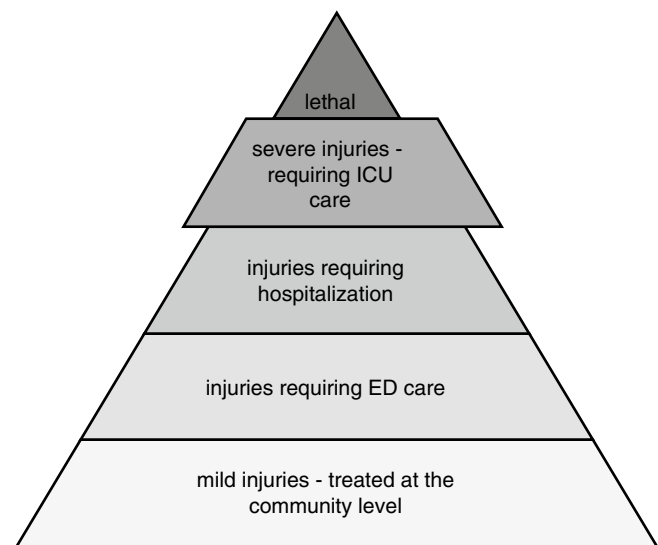 lethal
severe injuries -
requiring ICU
care
injuries requiring
hospitalization
injuries requiring ED care
mild injuries - treated at the
community level